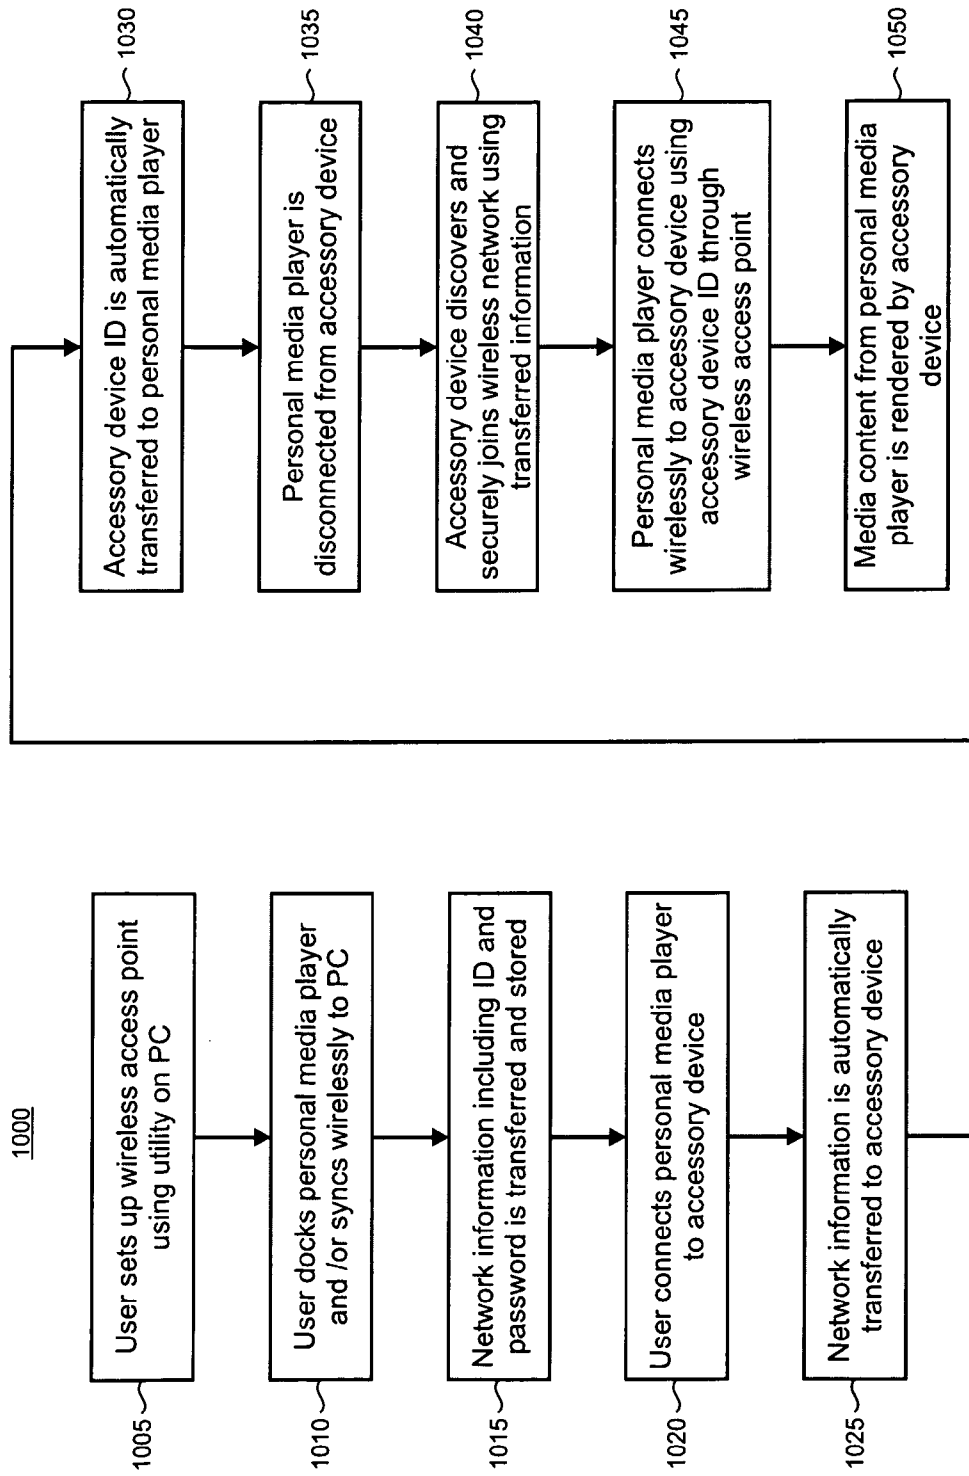 1000
1005
User sets up wireless access point
using utility on PC
1010
User docks personal media player
and /or syncs wirelessly to PC
1015
Network information including ID and
password is transferred and stored
1020
User connects personal media player
to accessory device
1025
Network information is automatically
transferred to accessory device
Accessory device ID is automatically
transferred to personal media player
1030
Personal media player is
disconnected from accessory device
1035
Accessory device discovers and
securely joins wireless network using
transferred information
1040
Personal media player connects
wirelessly to accessory device using
accessory device ID through
wireless access point
1045
Media content from personal media
player is rendered by accessory
device
1050